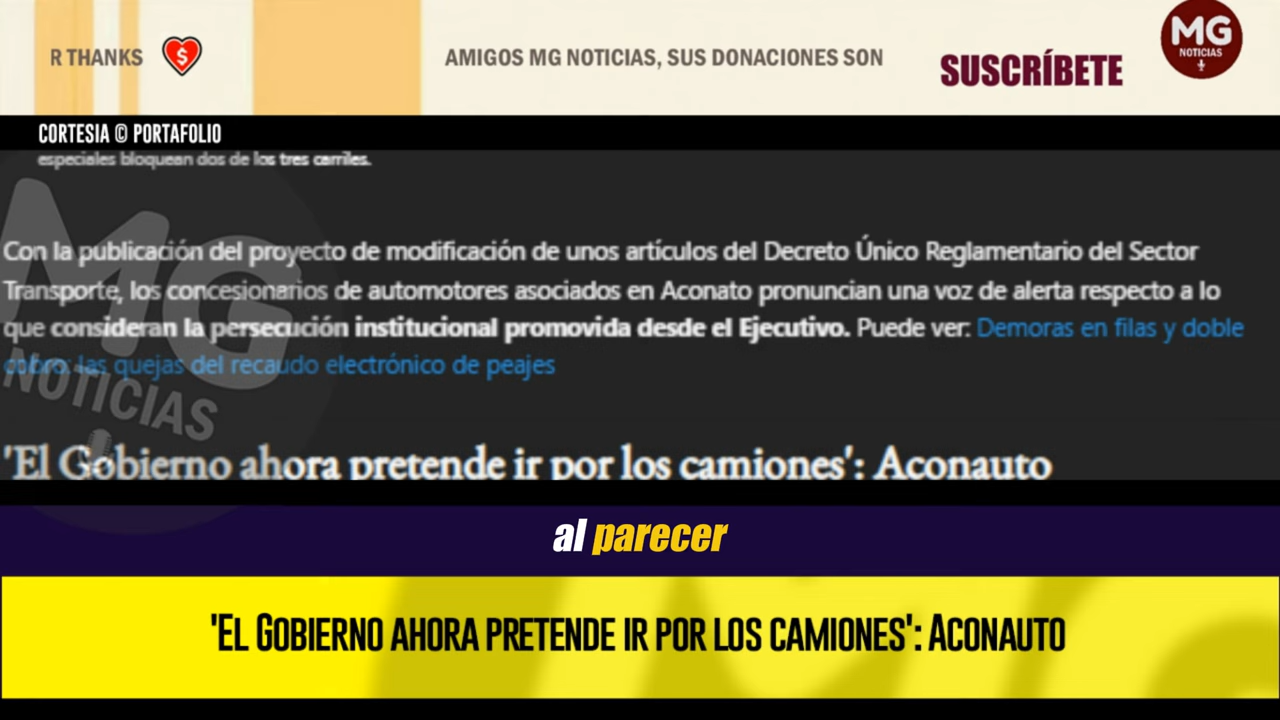 R THANKS
AMIGOS MG NOTICIAS, SUS DONACIONES SON
SUSCRÍBETE
MG
NOTICIAS
CORTESIA © PORTAFOLIO
especiales bloquean dos de los tres carriles.
Con la publicación del proyecto de modificación de unos artículos del Decreto Único Reglamentario del Sector
Transporte, los concesionarios de automotores asociados en Aconato pronuncian una voz de alerta respecto a lo
que consideran la persecución institucional promovida desde el Ejecutivo. Puede ver: Demoras en filas y doble
cobro: las quejas del recaudo electrónico de peajes
MG
NOTICIAS
'El Gobierno ahora pretende ir por los camiones': Aconauto
al parecer
'EL GOBIERNO AHORA PRETENDE IR POR LOS CAMIONES': ACONAUTO